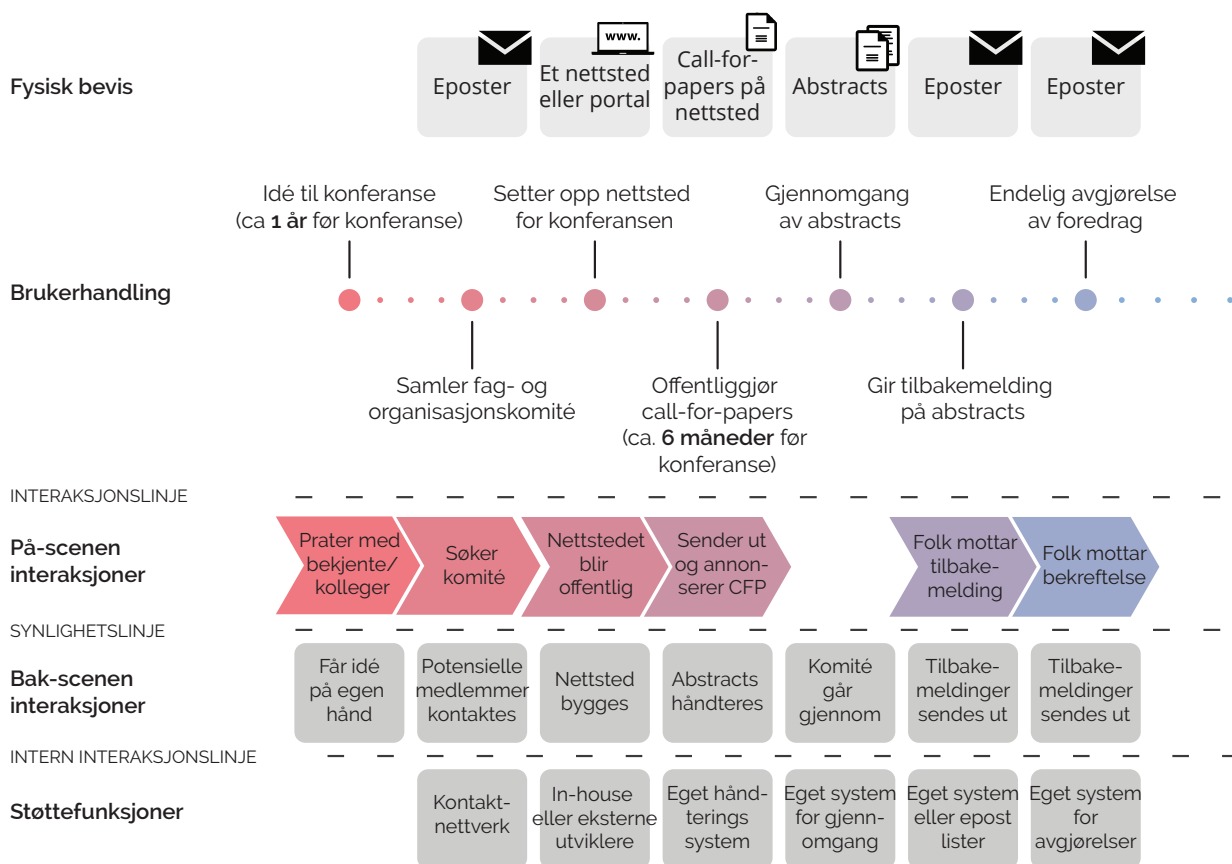 www.
Fysisk bevis
Eposter
Et nettsted
eller portal
Call-for-
papers på
nettsted
Abstracts
Eposter
Eposter
Idé til konferanse
(ca 1 år før konferanse)
Setter opp nettsted
for konferansen
Gjennomgang
av abstracts
Endelig avgjørelse
av foredrag
Brukerhandling
Samler fag- og
organisasjonskomité
Offentliggjør
call-for-papers
(ca. 6 måneder før
konferanse)
Gir tilbakemelding
på abstracts
INTERAKSJONSLINJE
På-scenen
interaksjoner
Prater med
bekjente/
kolleger
Søker
komité
Nettstedet
blir
offentlig
Sender ut
og annon-
serer CFP
Folk mottar
tilbake-
melding
Folk mottar
bekreftelse
SYNLIGHETSLINJE
Bak-scenen
interaksjoner
Får idé
på egen
hånd
Potensielle
medlemmer
kontaktes
Nettsted
bygges
Abstracts
håndteres
Komité
går
gjennom
Tilbake-
meldinger
sendes ut
Tilbake-
meldinger
sendes ut
INTERN INTERAKSJONSLINJE
Støttefunksjoner
Kontakt-
nettverk
In-house
eller eksterne
utviklere
Eget hånd-
terings
system
Eget system
for gjenn-
omgang
Eget system
eller epost
lister
Eget system
for
avgjørelser